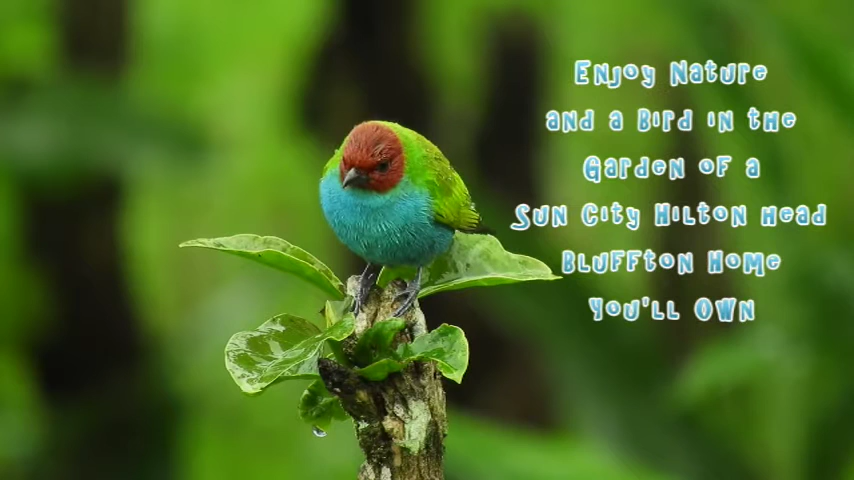 Enjoy Nature
and a Bird in the
Garden of a
Sun City Hilton Head
Bluffton Home
You'll Own